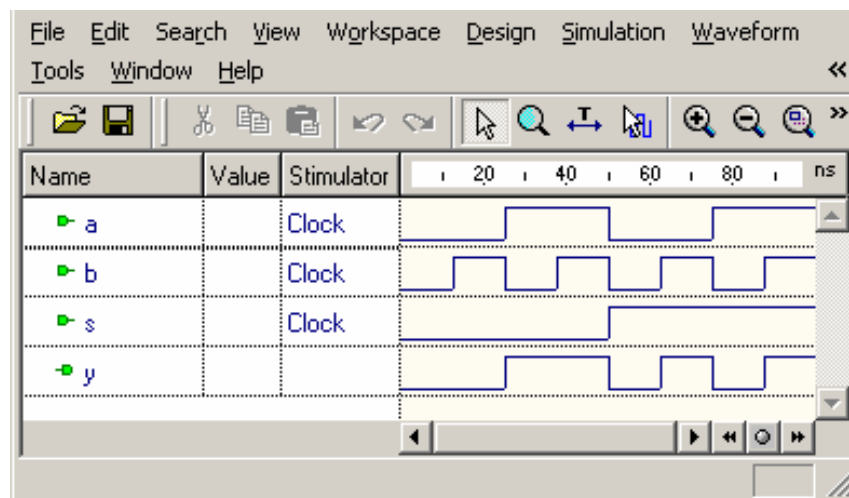 File Edit Search View Workspace Design Simulation Waveform
Tools Window Help
Name Value Stimulator 20 40 60 80 ns
a Clock
b Clock
s Clock
y